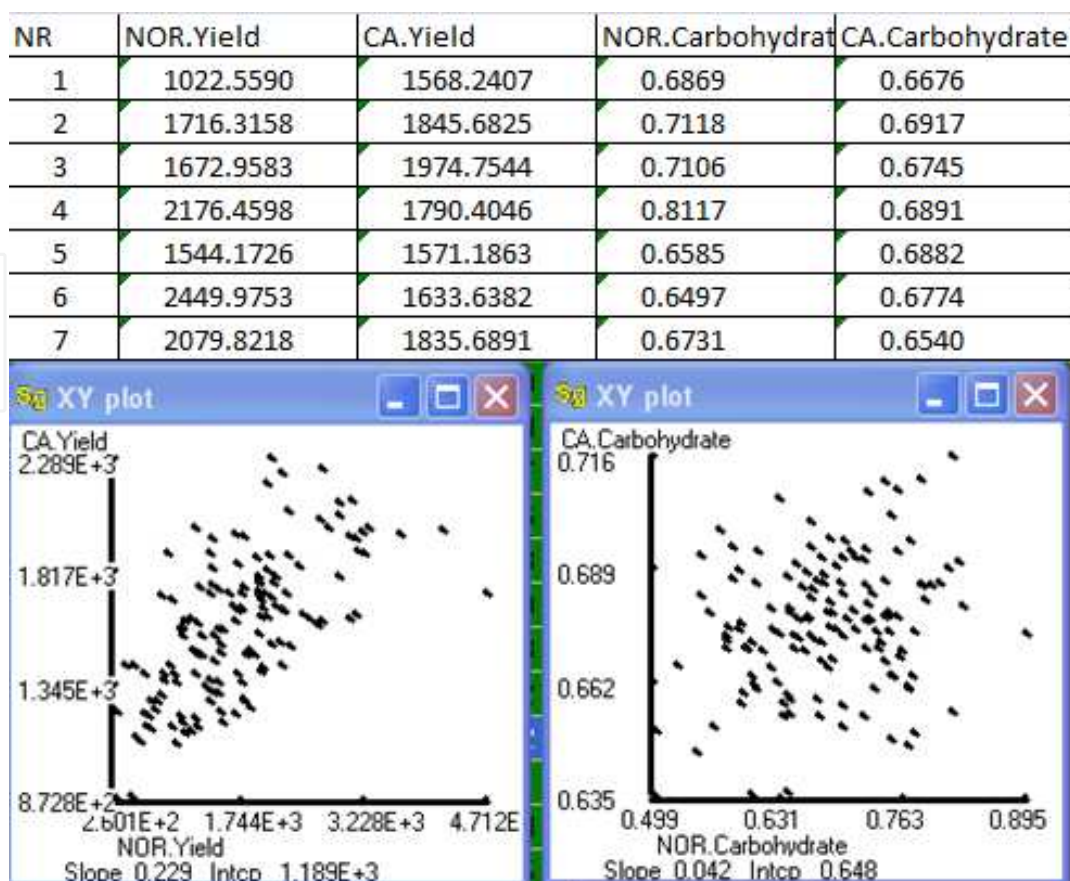 NR NOR.Yield CA.Yield NOR.Carbohydrat CA.Carbohydrate
1 1022.5590 1568.2407 0.6869 0.6676
2 1716.3158 1845.6825 0.7118 0.6917
3 1672.9583 1974.7544 0.7106 0.6745
4 2176.4598 1790.4046 0.8117 0.6891
5 1544.1726 1571.1863 0.6585 0.6882
6 2449.9753 1633.6382 0.6497 0.6774
7 2079.8218 1835.6891 0.6731 0.6540
XY plot
CA.Yield
2.289E+3
1.817E+3
1.345E+3
8.728E+2
2.601E+2 1.744E+3 3.228E+3 4.712E
NOR.Yield
Slope 0.229 Intcp 1.189E+3
XY plot
CA.Carbohydrate
0.716
0.689
0.662
0.635
0.499 0.631 0.763 0.895
NOR.Carbohydrate
Slope 0.042 Intcp 0.648